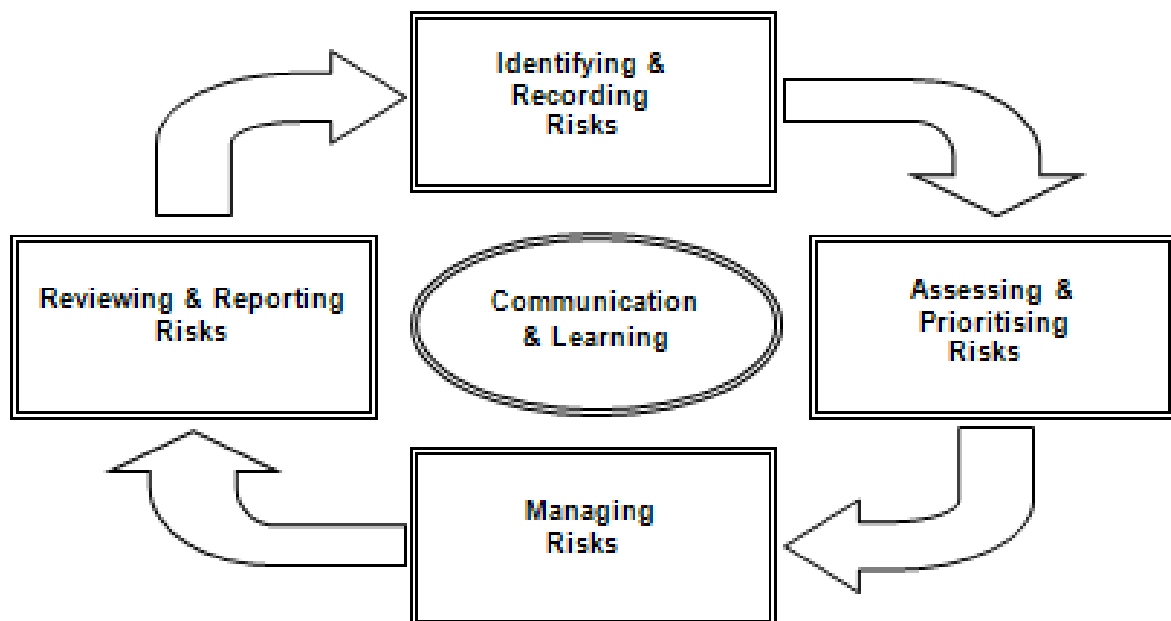 Identifying &
Recording
Risks
Reviewing & Reporting
Risks
Communication
& Learning
Assessing &
Prioritising
Risks
Managing
Risks